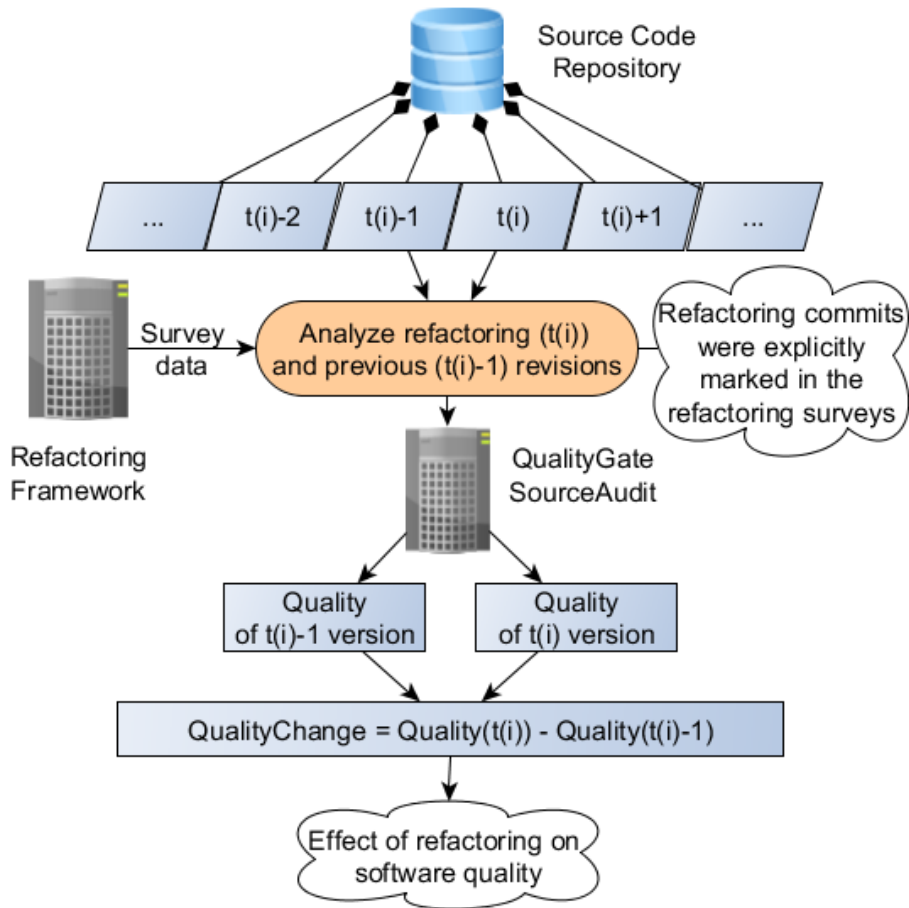 Source Code
Repository
...
t(i)-2
t(i)-1
t(i)
t(i)+1
...
Survey
data
Analyze refactoring (t(i))
and previous (t(i)-1) revisions
Refactoring commits
were explicitly
marked in the
refactoring surveys
Refactoring
Framework
QualityGate
SourceAudit
Quality
of t(i)-1 version
Quality
of t(i) version
QualityChange = Quality(t(i)) - Quality(t(i)-1)
Effect of refactoring on
software quality